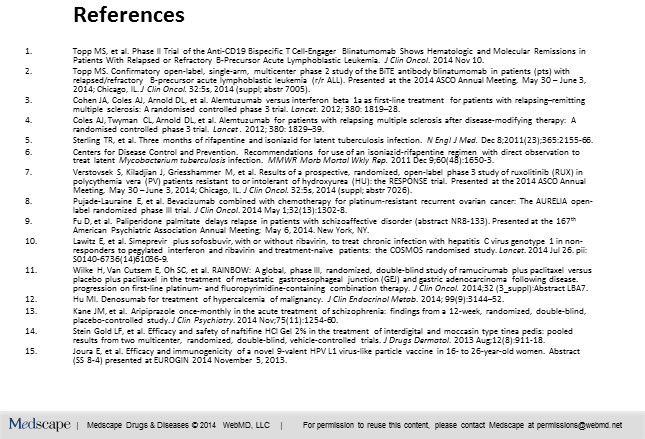 References
1. Topp MS, et al. Phase II Trial of the Anti-CD19 Bispecific T Cell-Engager Blinatumomab Shows Hematologic and Molecular Remissions in
Patients With Relapsed or Refractory B-Precursor Acute Lymphoblastic Leukemia. J Clin Oncol. 2014 Nov 10.
2. Topp MS. Confirmatory open-label, single-arm, multicenter phase 2 study of the BiTE antibody blinatumomab in patients (pts) with
relapsed/refractory B-precursor acute lymphoblastic leukemia (r/r ALL). Presented at the 2014 ASCO Annual Meeting. May 30 – June 3,
2014; Chicago, IL. J Clin Oncol. 32:5s, 2014 (suppl; abstr 7005).
3. Cohen JA, Coles AJ, Arnold DL, et al. Alemtuzumab versus interferon beta 1a as first-line treatment for patients with relapsing–remitting
multiple sclerosis: A randomised controlled phase 3 trial. Lancet. 2012; 380: 1819–28.
4. Coles AJ, Twyman CL, Arnold DL, et al. Alemtuzumab for patients with relapsing multiple sclerosis after disease-modifying therapy: A
randomised controlled phase 3 trial. Lancet. 2012; 380: 1829–39.
5. Sterling TR, et al. Three months of rifapentine and isoniazid for latent tuberculosis infection. N Engl J Med. Dec 8;2011(23);365:2155-66.
6. Centers for Disease Control and Prevention. Recommendations for use of an isoniazid-rifapentine regimen with direct observation to
treat latent Mycobacterium tuberculosis infection. MMWR Morb Mortal Wkly Rep. 2011 Dec 9;60(48):1650-3.
7. Verstovsek S, Kiladjian J, Griesshammer M, et al. Results of a prospective, randomized, open-label phase 3 study of ruxolitinib (RUX) in
polycythemia vera (PV) patients resistant to or intolerant of hydroxyurea (HU): the RESPONSE trial. Presented at the 2014 ASCO Annual
Meeting. May 30 – June 3, 2014; Chicago, IL. J Clin Oncol. 32:5s, 2014 (suppl; abstr 7026).
8. Pujade-Lauraine E, et al. Bevacizumab combined with chemotherapy for platinum-resistant recurrent ovarian cancer: The AURELIA open-
label randomized phase III trial. J Clin Oncol. 2014 May 1;32(13):1302-8.
9. Fu D, et al. Paliperidone palmitate delays relapse in patients with schizoaffective disorder (abstract NR8-133). Presented at the 167th
American Psychiatric Association Annual Meeting; May 6, 2014. New York, NY.
10. Lawitz E, et al. Simeprevir plus sofosbuvir, with or without ribavirin, to treat chronic infection with hepatitis C virus genotype 1 in non-
responders to pegylated interferon and ribavirin and treatment-naive patients: the COSMOS randomised study. Lancet. 2014 Jul 26. pii:
S0140-6736(14)61036-9.
11. Wilke H, Van Cutsem E, Oh SC, et al. RAINBOW: A global, phase III, randomized, double-blind study of ramucirumab plus paclitaxel versus
placebo plus paclitaxel in the treatment of metastatic gastroesophageal junction (GEJ) and gastric adenocarcinoma following disease
progression on first-line platinum- and fluoropyrimidine-containing combination therapy. J Clin Oncol. 2014;32 (3_suppl):Abstract LBA7.
12. Hu MI. Denosumab for treatment of hypercalcemia of malignancy. J Clin Endocrinol Metab. 2014; 99(9):3144–52.
13. Kane JM, et al. Aripiprazole once-monthly in the acute treatment of schizophrenia: findings from a 12-week, randomized, double-blind,
placebo-controlled study. J Clin Psychiatry. 2014 Nov;75(11):1254-60.
14. Stein Gold LF, et al. Efficacy and safety of naftifine HCl Gel 2% in the treatment of interdigital and moccasin type tinea pedis: pooled
results from two multicenter, randomized, double-blind, vehicle-controlled trials. J Drugs Dermatol. 2013 Aug;12(8):911-18.
15. Joura E, et al. Efficacy and immunogenicity of a novel 9-valent HPV L1 virus-like particle vaccine in 16- to 26-year-old women. Abstract
(SS 8-4) presented at EUROGIN 2014 November 5, 2013.
Medscape | Medscape Drugs & Diseases © 2014 WebMD, LLC | For permission to reuse this content, please contact Medscape at permissions@webmd.net